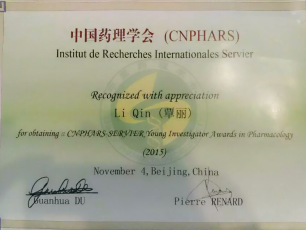 中国药理学会 (CNPHARS)
Institut de Recherches Internationales Servier
Recognized with appreciation
Li Qin (覃丽)
for obtaining a CNPHARS-SERVIER Young Investigator Awards in Pharmacology
(2015)
November 4, Beijing, China
Guanhua DU Pierre RENARD